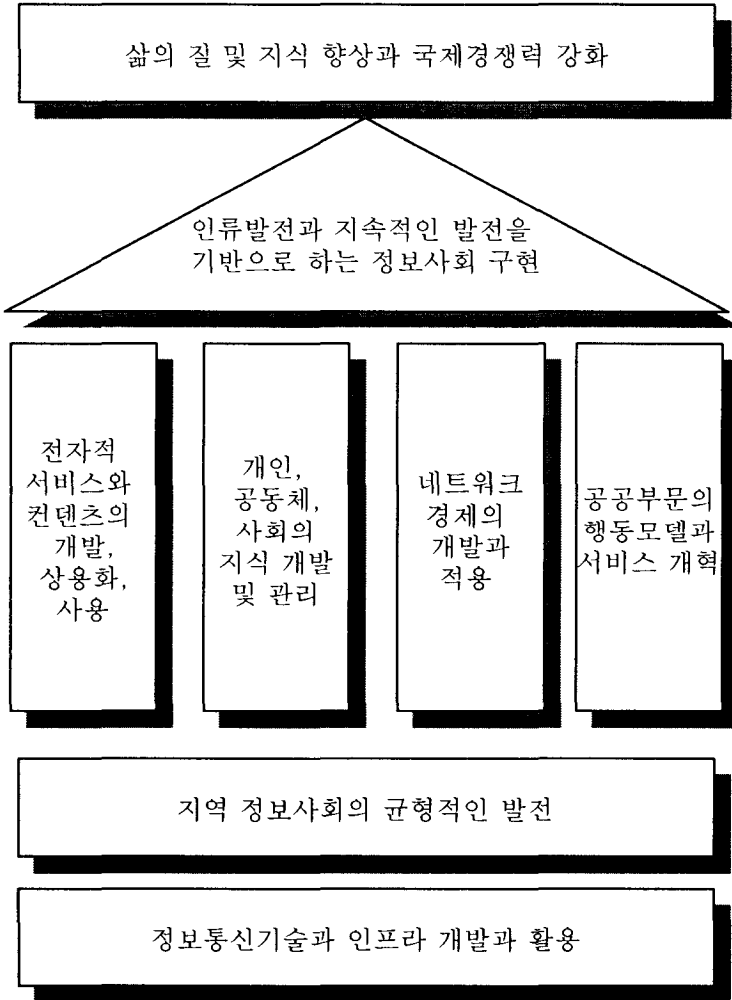 삶의 질 및 지식 향상과 국제경쟁력 강화
인류발전과 지속적인 발전을
기반으로 하는 정보사회 구현
전자적
서비스와
컨덴츠의
개발,
상용화,
사용
개인,
공동체,
사회의
지식 개발
및 관리
네트워크
경제의
개발과
적용
공공부문의
행동모델과
서비스 개혁
지역 정보사회의 균형적인 발전
정보통신기술과 인프라 개발과 활용